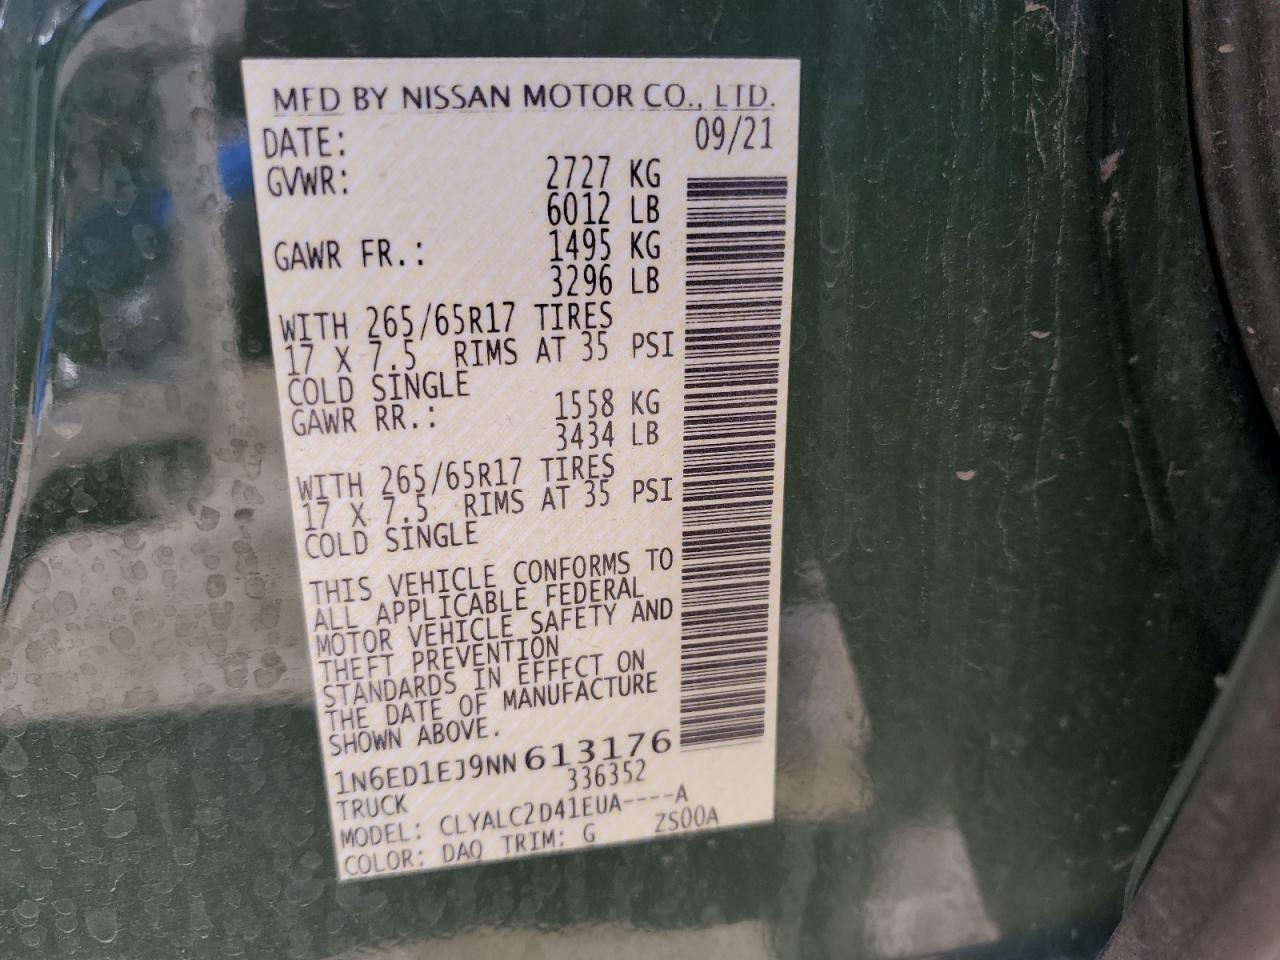 MFD BY NISSAN MOTOR CO., LTD.
DATE: 09/21
GVWR: 2727 KG
6012 LB
GAWR FR.: 1495 KG
3296 LB
WITH 265/65R17 TIRES
17 X 7.5 RIMS AT 35 PSI
COLD SINGLE
GAWR RR.: 1558 KG
3434 LB
WITH 265/65R17 TIRES
17 X 7.5 RIMS AT 35 PSI
COLD SINGLE
THIS VEHICLE CONFORMS TO
ALL APPLICABLE FEDERAL
MOTOR VEHICLE SAFETY AND
THEFT PREVENTION
STANDARDS IN EFFECT ON
THE DATE OF MANUFACTURE
SHOWN ABOVE.
1N6ED1EJ9NN613176
TRUCK 336352
MODEL: CLYALC2D41EUA----A
COLOR: DAQ TRIM: G ZS00A